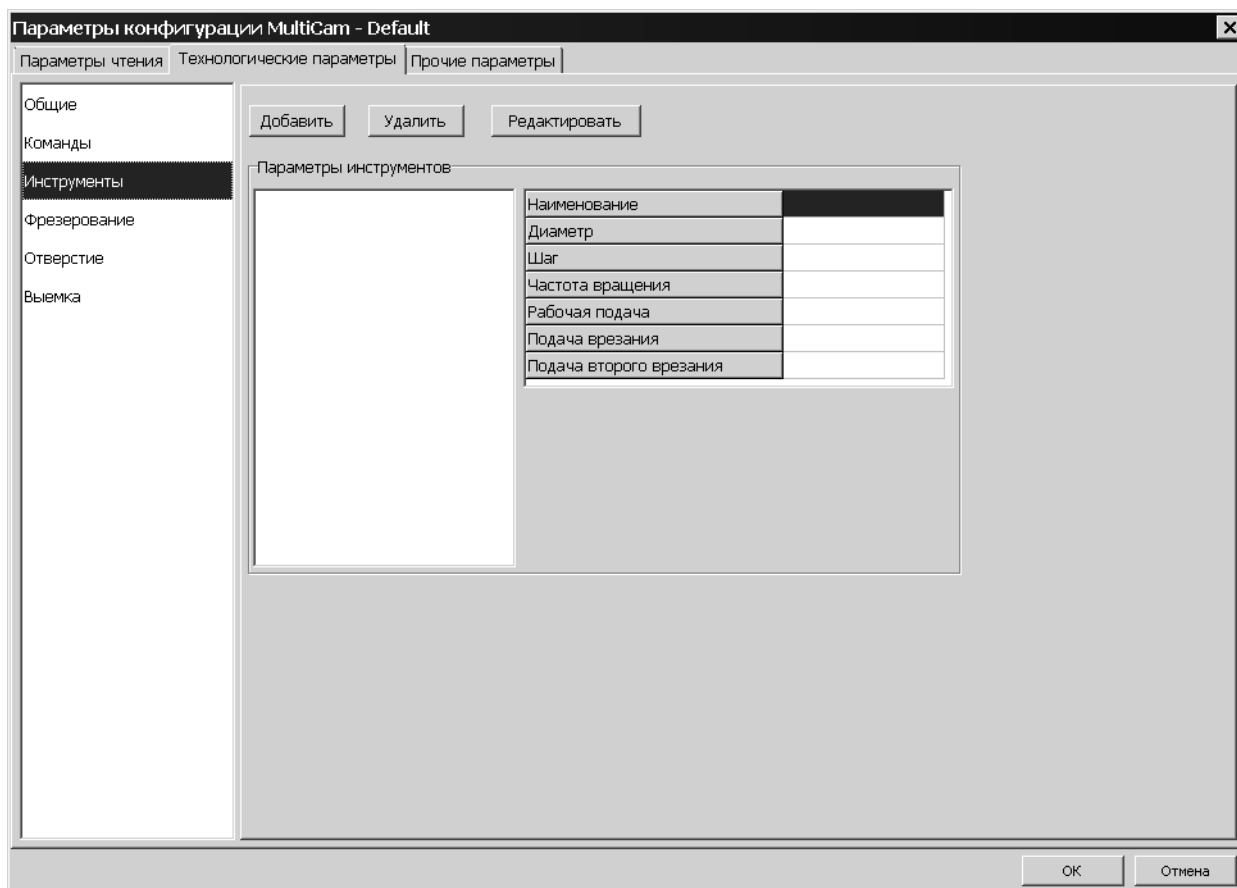 Параметры конфигурации MultiCam - Default
Параметры чтения Технологические параметры Прочие параметры
Общие
Команды
Инструменты
Фрезерование
Отверстие
Выемка
Добавить Удалить Редактировать
Параметры инструментов
Наименование
Диаметр
Шаг
Частота вращения
Рабочая подача
Подача врезания
Подача второго врезания
ОК Отмена